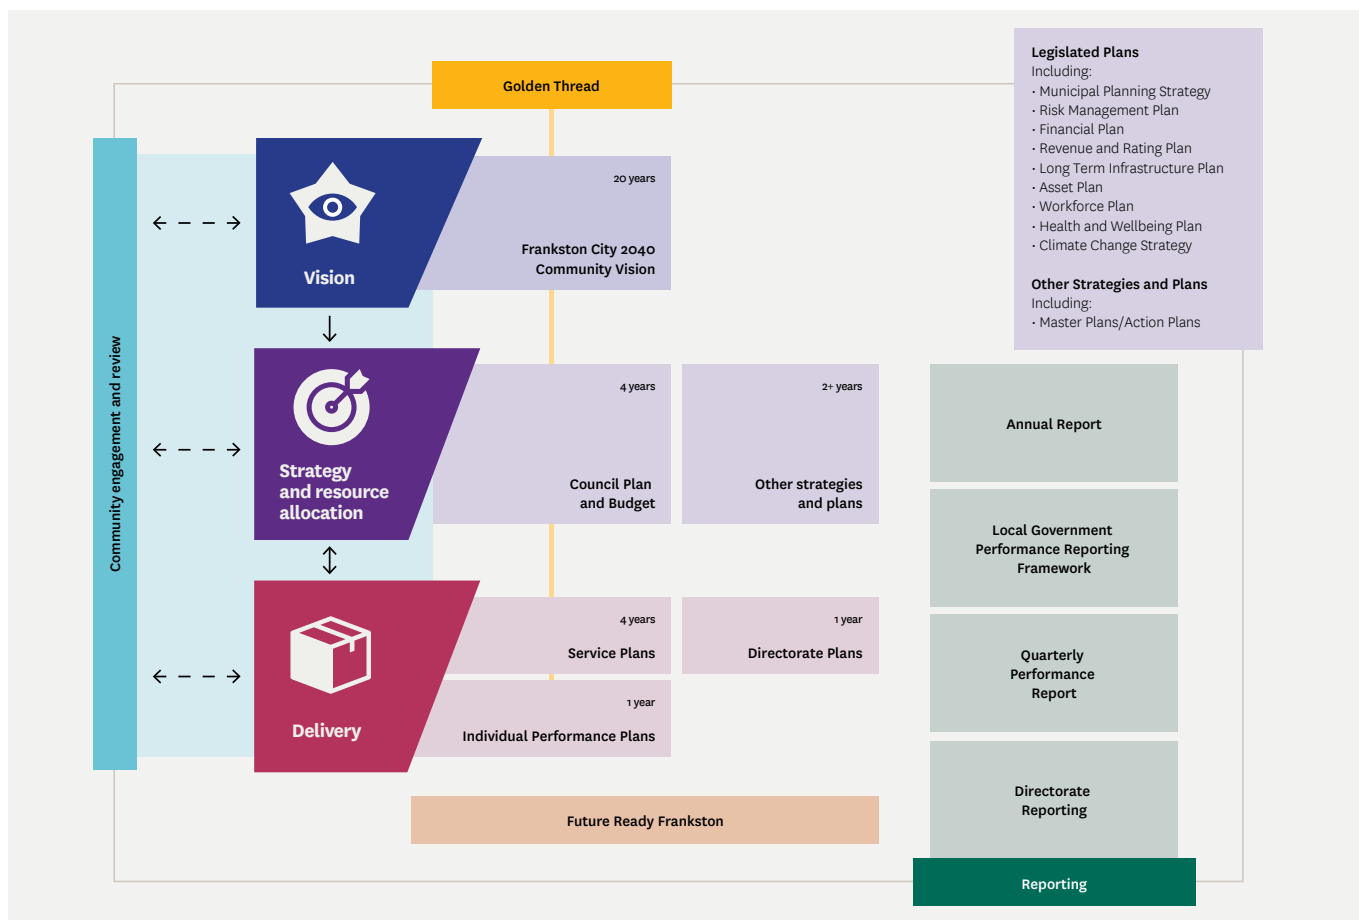 Golden Thread
Legislated Plans
Including:
• Municipal Planning Strategy
• Risk Management Plan
• Financial Plan
• Revenue and Rating Plan
• Long Term Infrastructure Plan
• Asset Plan
• Workforce Plan
• Health and Wellbeing Plan
• Climate Change Strategy
Other Strategies and Plans
Including:
• Master Plans/Action Plans
Community engagement and review
Vision
20 years
Frankston City 2040
Community Vision
Strategy
and resource
allocation
4 years
Council Plan
and Budget
2+ years
Other strategies
and plans
Delivery
4 years
Service Plans
1 year
Directorate Plans
1 year
Individual Performance Plans
Future Ready Frankston
Annual Report
Local Government
Performance Reporting
Framework
Quarterly
Performance
Report
Directorate
Reporting
Reporting